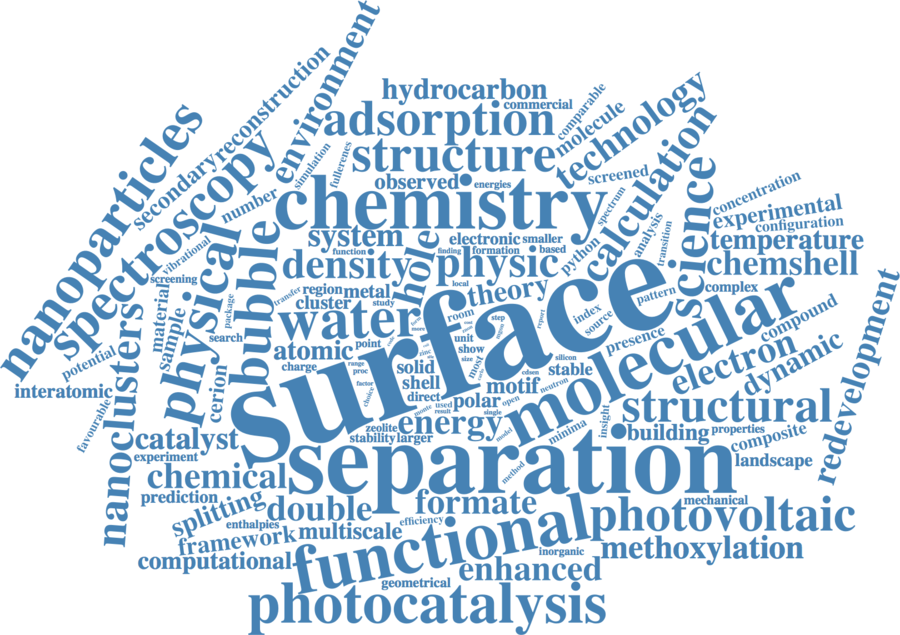 environment
secondary
reconstruction
hydrocarbon
commercial
comparable
adsorption
molecule
technology
nanoparticles
spectroscopy
simulation
fullerenes
structure
screened
observed
energies
number
chemistry
spectrum
calculation
science
concentration
experimental
configuration
analysis
transition
system
function
electronic
smaller
finding
formation
based
python
temperature
vibrational
screening
physical
bubble
density
hole
physic
chemshell
complex
local
theory
pattern
Surface
transfer
region
metal
cluster
study
material
sample
package
search
water
room
step
report
index
source
presence
molecular
compound
redevelopment
atomic
point
unit
show
size
most
silicon
stable
electron
dynamic
potential
interatomic
nanoclusters
cerion
charge
range
proc
factor
choice
solid
shell
direct
zinc
cdsen
motif
neutron
favourable
polar
open
used
result
monte
single
structural
insight
minima
model
energy
zeolite
stability
larger
building
properties
composite
landscape
catalyst
experiment
chemical
separation
method
prediction
splitting
double
formate
mechanical
photovoltaic
enthalpies
framework
multiscale
efficiency
functional
inorganic
methoxylation
computational
geometrical
enhanced
photocatalysis